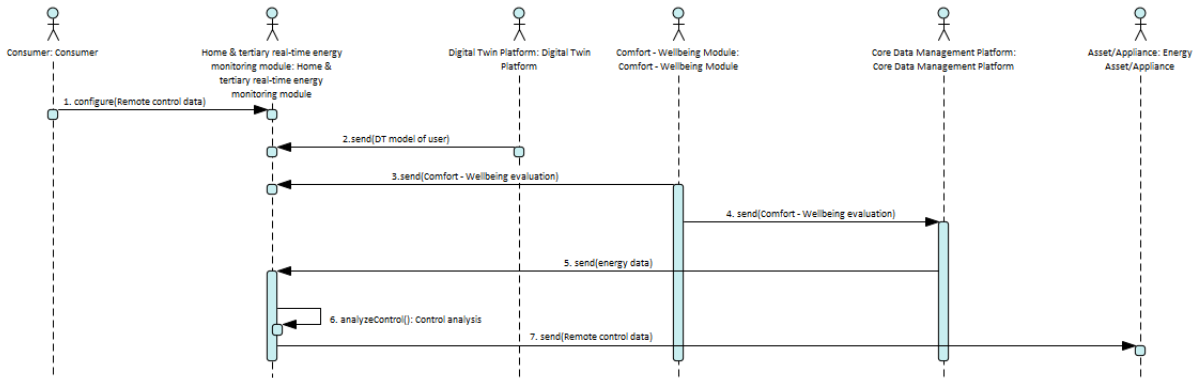 Consumer: Consumer
Home & tertiary real-time energy
monitoring module: Home &
tertiary real-time energy
monitoring module
Digital Twin Platform: Digital Twin
Platform
Comfort - Wellbeing Module:
Comfort - Wellbeing Module
Core Data Management Platform:
Core Data Management Platform
Asset/Appliance: Energy
Asset/Appliance
1. configure(Remote control data)
2.send(DT model of user)
3.send(Comfort - Wellbeing evaluation)
4. send(Comfort - Wellbeing evaluation)
5. send(energy data)
6. analyzeControl(): Control analysis
7. send(Remote control data)